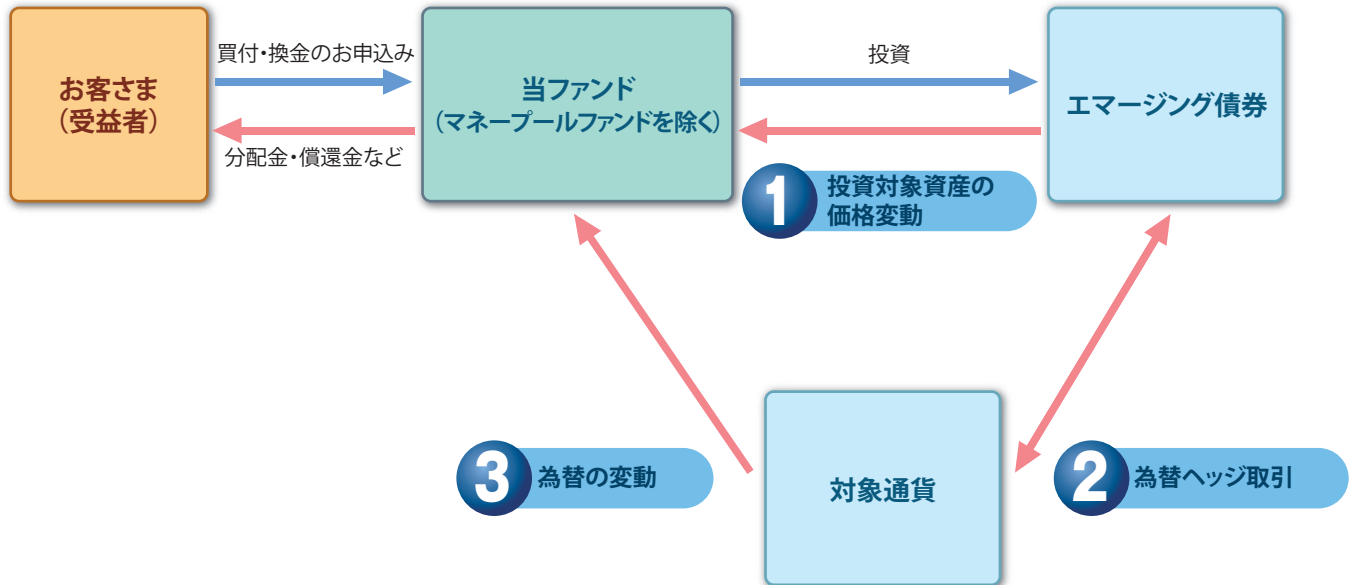 お客さま
(受益者)
買付・換金のお申込み
分配金・償還金など
当ファンド
(マネープールファンドを除く)
投資
エマージング債券
1
投資対象資産の
価格変動
3
為替の変動
対象通貨
2
為替ヘッジ取引